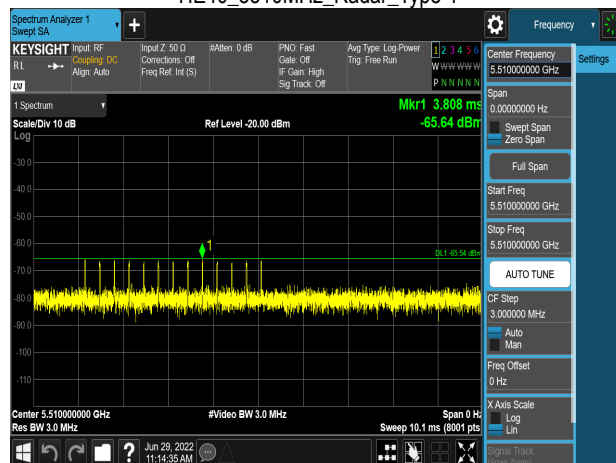 Spectrum Analyzer 1
Swept SA
+
Frequency
KEYSIGHT
RL
LXI
Input: RF
Coupling: DC
Align: Auto
Input Z: 50 Ω
Corrections: Off
Freq Ref: Int (S)
#Atten: 0 dB
PNO: Fast
Gate: Off
IF Gain: High
Sig Track: Off
Avg Type: Log-Power
Trig: Free Run
1 2 3 4 5 6
W W W W W W
P N N N N N
Center Frequency
5.510000000 GHz
Settings
Span
0.00000000 Hz
Swept Span
Zero Span
Full Span
Start Freq
5.510000000 GHz
Stop Freq
5.510000000 GHz
AUTO TUNE
CF Step
3.000000 MHz
Auto
Man
Freq Offset
0 Hz
X Axis Scale
Log
Lin
Signal Track
1 Spectrum
Scale/Div 10 dB
Ref Level -20.00 dBm
Mkr1 3.808 ms
-65.64 dBm
Log
-30.0
-40.0
-50.0
-60.0
-70.0
-80.0
-90.0
-100
-110
1
DL1 -65.54 dBm
Center 5.510000000 GHz
Res BW 3.0 MHz
#Video BW 3.0 MHz
Span 0 Hz
Sweep 10.1 ms (8001 pts)
?
Jun 29, 2022
11:14:35 AM